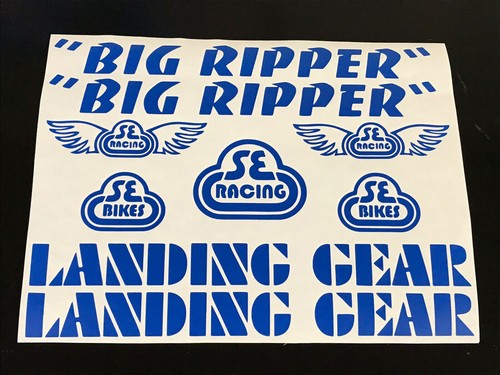 "BIG RIPPER"
"BIG RIPPER"
SE
RACING
SE
RACING
SE
RACING
SE
BIKES
SE
BIKES
LANDING GEAR
LANDING GEAR